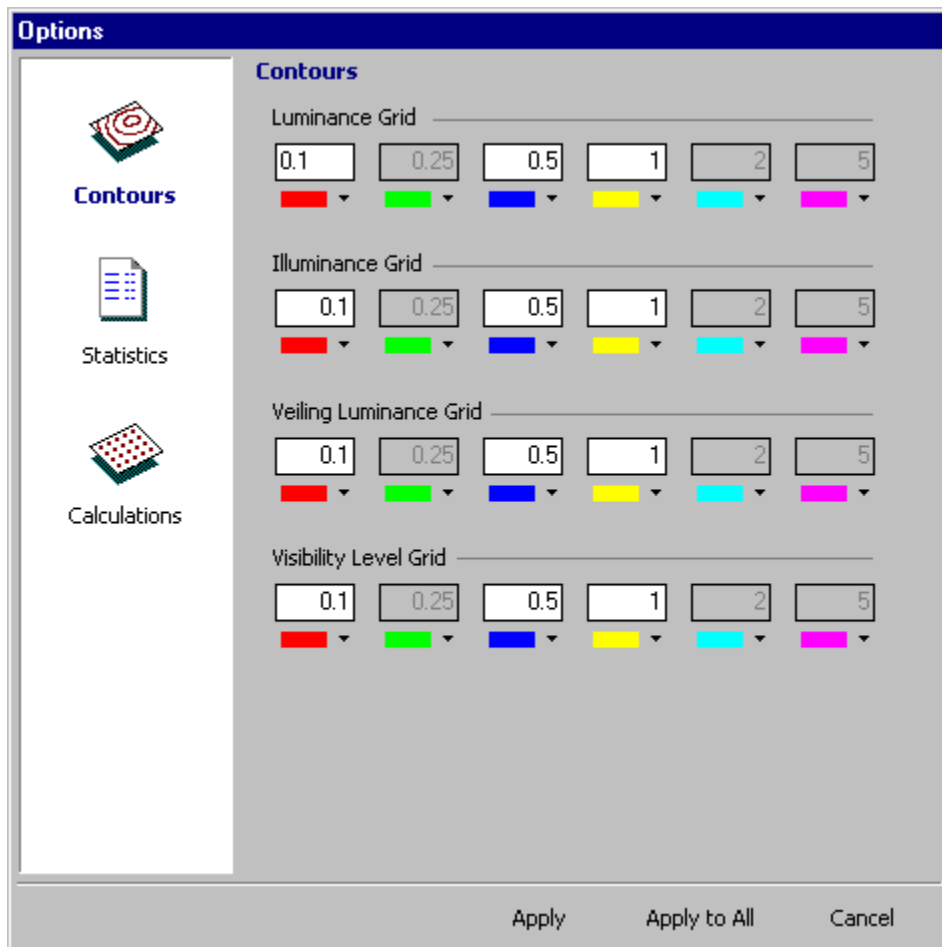 Options
Contours
Statistics
Calculations
Contours
Luminance Grid
0.1 0.25 0.5 1 2 5
Illuminance Grid
0.1 0.25 0.5 1 2 5
Veiling Luminance Grid
0.1 0.25 0.5 1 2 5
Visibility Level Grid
0.1 0.25 0.5 1 2 5
Apply Apply to All Cancel